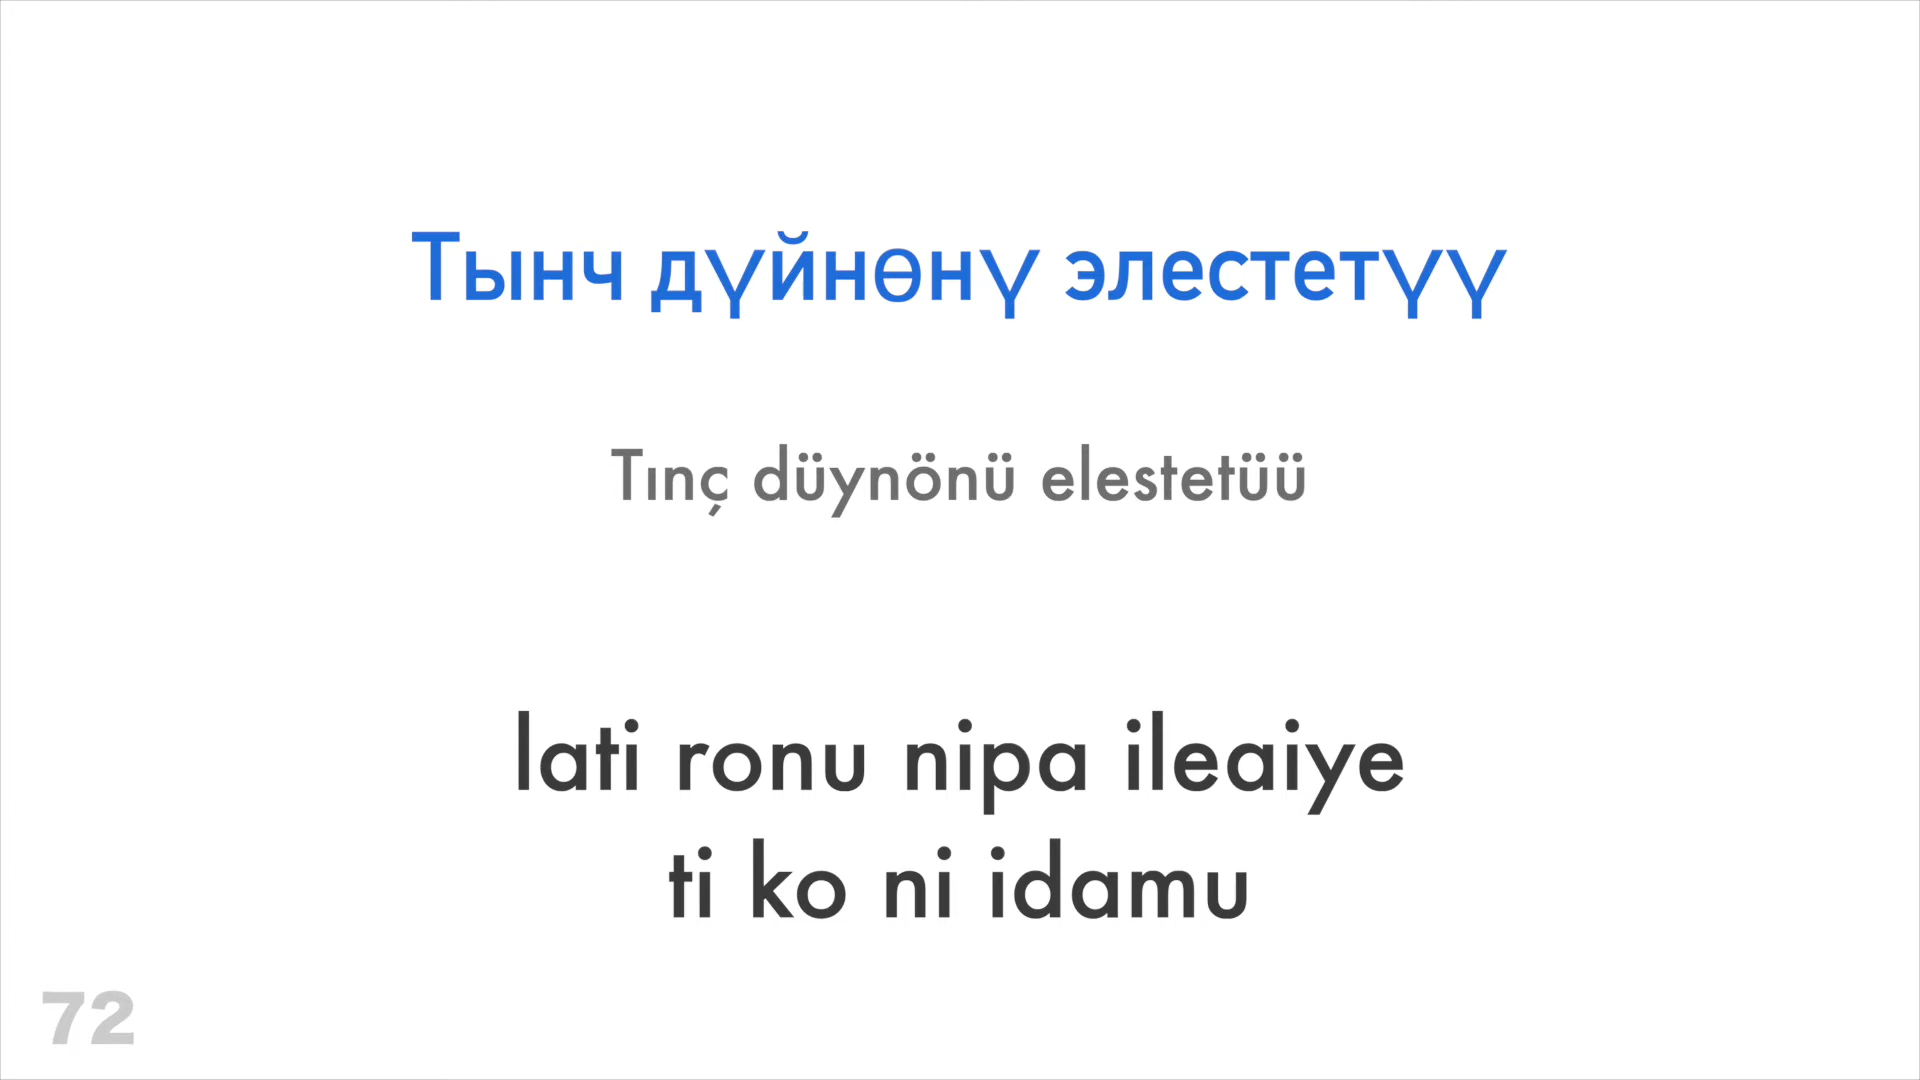 Тынч дүйнөнү элестетүү
Tınç düynönü elestetüü
lati ronu nipa ileaiye
ti ko ni idamu
72